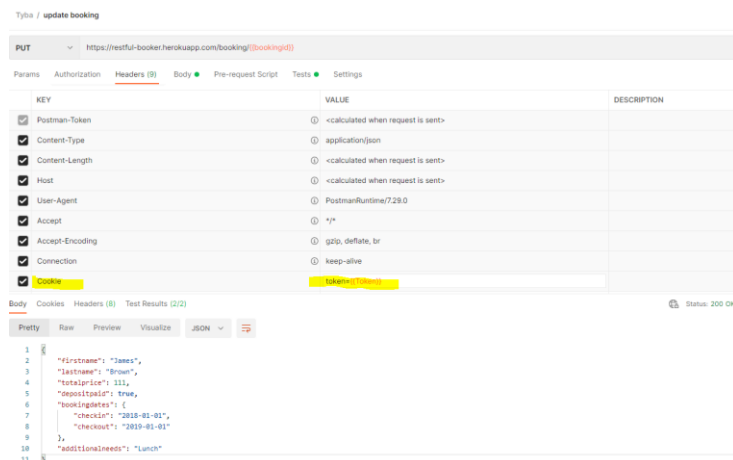 Tyba / update booking
PUT https://restful-booker.herokuapp.com/booking/{{bookingid}}
Params Authorization Headers (9) Body Pre-request Script Tests Settings
KEY VALUE DESCRIPTION
Postman-Token <calculated when request is sent>
Content-Type application/json
Content-Length <calculated when request is sent>
Host <calculated when request is sent>
User-Agent PostmanRuntime/7.29.0
Accept */*
Accept-Encoding gzip, deflate, br
Connection keep-alive
Cookie token={{Token}}
Body Cookies Headers (8) Test Results (2/2) Status: 200 OK
Pretty Raw Preview Visualize JSON
1 {
2 "firstname": "James",
3 "lastname": "Brown",
4 "totalprice": 111,
5 "depositpaid": true,
6 "bookingdates": {
7 "checkin": "2018-01-01",
8 "checkout": "2019-01-01"
9 },
10 "additionalneeds": "Lunch"
11 }